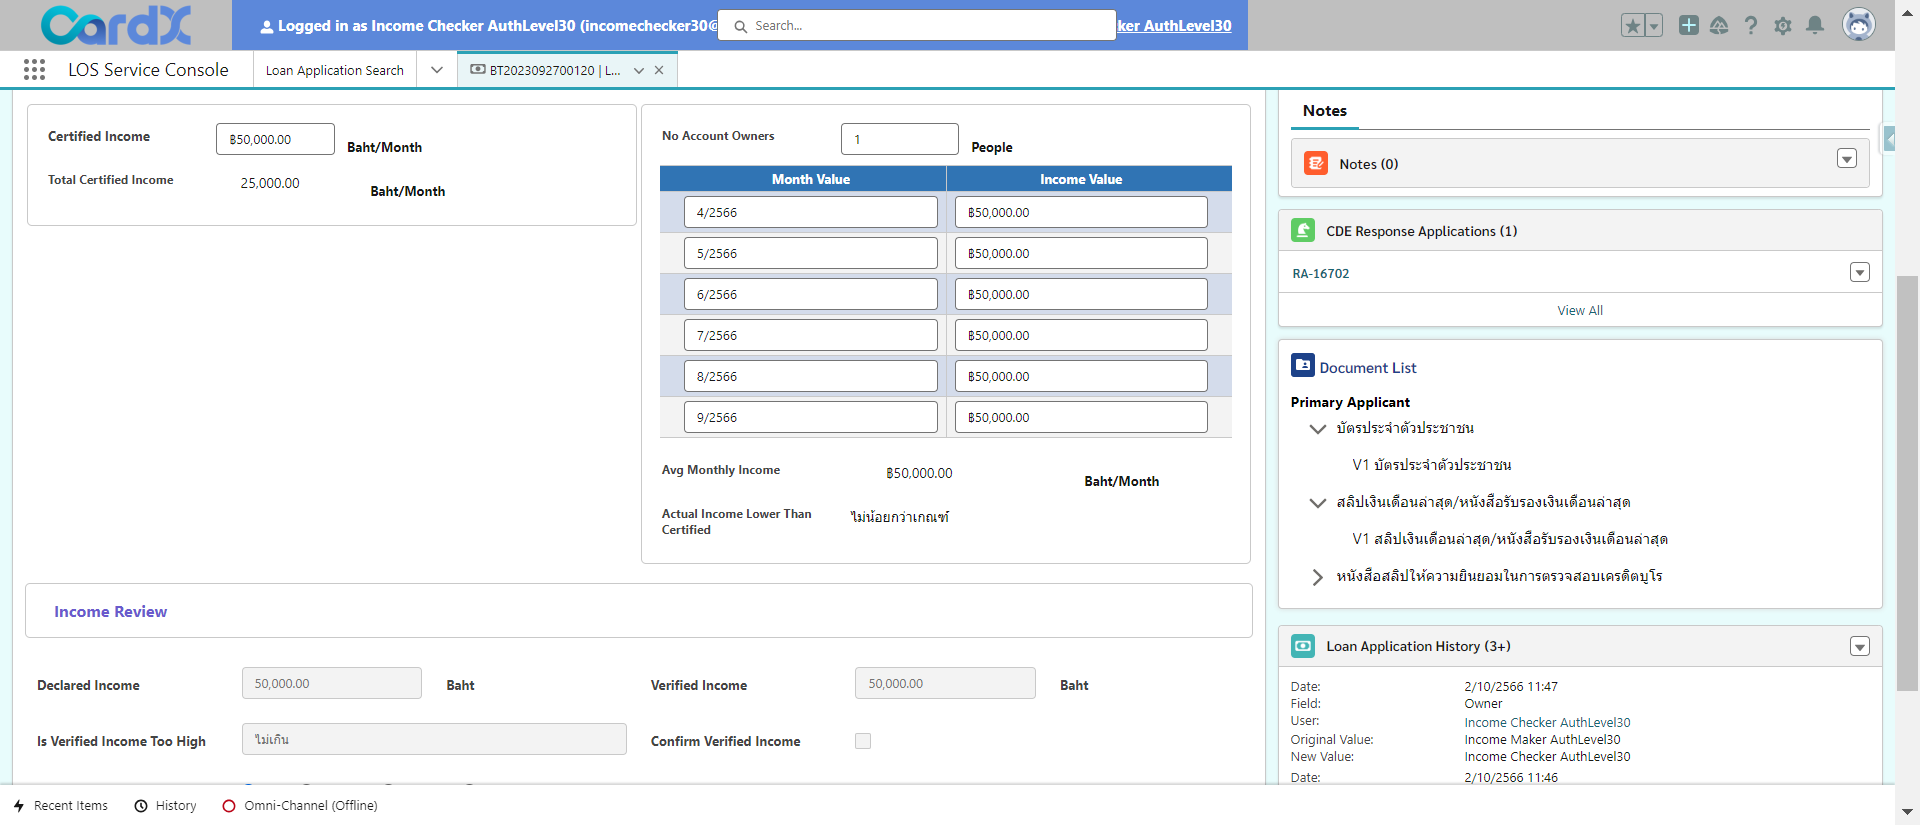 CardX
Logged in as Income Checker AuthLevel30 (incomechecker30@
Search...
ker AuthLevel30
LOS Service Console
Loan Application Search
BT2023092700120 | L...
Certified Income
฿50,000.00
Baht/Month
Total Certified Income
25,000.00
Baht/Month
No Account Owners
1
People
Month Value
Income Value
4/2566
฿50,000.00
5/2566
฿50,000.00
6/2566
฿50,000.00
7/2566
฿50,000.00
8/2566
฿50,000.00
9/2566
฿50,000.00
Avg Monthly Income
฿50,000.00
Baht/Month
Actual Income Lower Than
Certified
ไม่น้อยกว่าเกณฑ์
Income Review
Declared Income
50,000.00
Baht
Verified Income
50,000.00
Baht
Is Verified Income Too High
ไม่เกิน
Confirm Verified Income
Notes
Notes (0)
CDE Response Applications (1)
RA-16702
View All
Document List
Primary Applicant
บัตรประจำตัวประชาชน
V1 บัตรประจำตัวประชาชน
สลิปเงินเดือนล่าสุด/หนังสือรับรองเงินเดือนล่าสุด
V1 สลิปเงินเดือนล่าสุด/หนังสือรับรองเงินเดือนล่าสุด
หนังสือสลิปให้ความยินยอมในการตรวจสอบเครดิตบูโร
Loan Application History (3+)
Date: 2/10/2566 11:47
Field: Owner
User: Income Checker AuthLevel30
Original Value: Income Maker AuthLevel30
New Value: Income Checker AuthLevel30
Date: 2/10/2566 11:46
Recent Items
History
Omni-Channel (Offline)